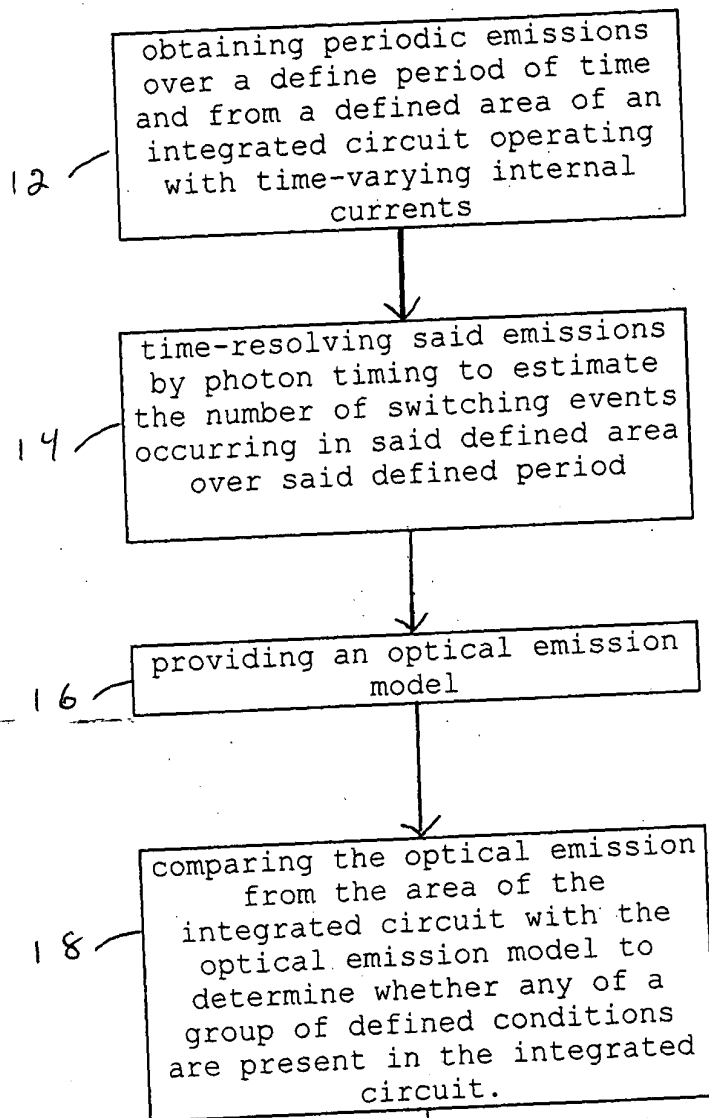 obtaining periodic emissions
over a define period of time
and from a defined area of an
integrated circuit operating
with time-varying internal
currents
12
time-resolving said emissions
by photon timing to estimate
the number of switching events
occurring in said defined area
over said defined period
14
providing an optical emission
model
16
comparing the optical emission
from the area of the
integrated circuit with the
optical emission model to
determine whether any of a
group of defined conditions
are present in the integrated
circuit.
18